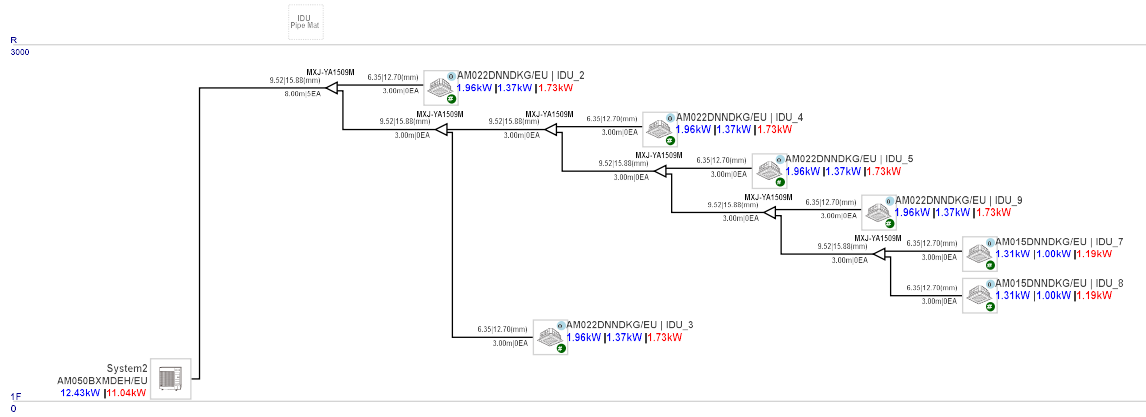 IDU
Pipe Mat
R
3000
MXJ-YA1509M
9.52|15.88(mm)
8.00m|5EA
6.35|12.70(mm)
3.00m|0EA
AM022DNNDKG/EU | IDU_2
1.96kW |1.37kW |1.73kW
MXJ-YA1509M
9.52|15.88(mm)
3.00m|0EA
MXJ-YA1509M
9.52|15.88(mm)
3.00m|0EA
6.35|12.70(mm)
3.00m|0EA
AM022DNNDKG/EU | IDU_4
1.96kW |1.37kW |1.73kW
MXJ-YA1509M
9.52|15.88(mm)
3.00m|0EA
6.35|12.70(mm)
3.00m|0EA
AM022DNNDKG/EU | IDU_5
1.96kW |1.37kW |1.73kW
MXJ-YA1509M
9.52|15.88(mm)
3.00m|0EA
6.35|12.70(mm)
3.00m|0EA
AM022DNNDKG/EU | IDU_9
1.96kW |1.37kW |1.73kW
MXJ-YA1509M
9.52|15.88(mm)
3.00m|0EA
6.35|12.70(mm)
3.00m|0EA
AM015DNNDKG/EU | IDU_7
1.31kW |1.00kW |1.19kW
6.35|12.70(mm)
3.00m|0EA
AM015DNNDKG/EU | IDU_8
1.31kW |1.00kW |1.19kW
6.35|12.70(mm)
3.00m|0EA
AM022DNNDKG/EU | IDU_3
1.96kW |1.37kW |1.73kW
System2
AM050BXMDEH/EU
12.43kW |11.04kW
1F
0